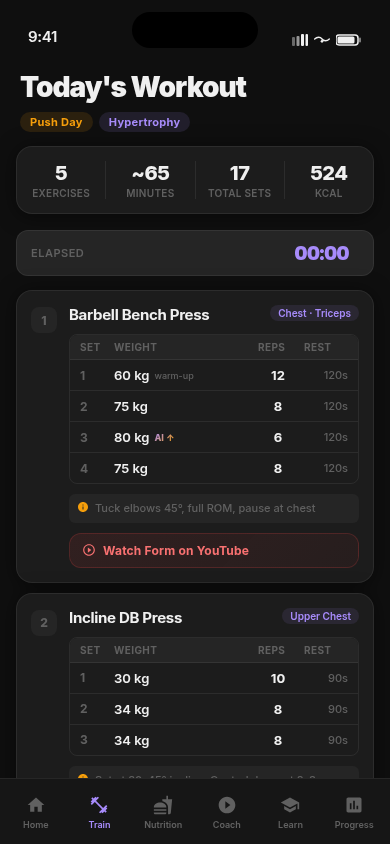 9:41
Today's Workout
Push Day Hypertrophy
5 ~65 17 524
EXERCISES MINUTES TOTAL SETS KCAL
ELAPSED 00:00
1 Barbell Bench Press Chest · Triceps
SET WEIGHT REPS REST
1 60 kg warm-up 12 120s
2 75 kg 8 120s
3 80 kg AI ↑ 6 120s
4 75 kg 8 120s
Tuck elbows 45°, full ROM, pause at chest
Watch Form on YouTube
2 Incline DB Press Upper Chest
SET WEIGHT REPS REST
1 30 kg 10 90s
2 34 kg 8 90s
3 34 kg 8 90s
Home Train Nutrition Coach Learn Progress